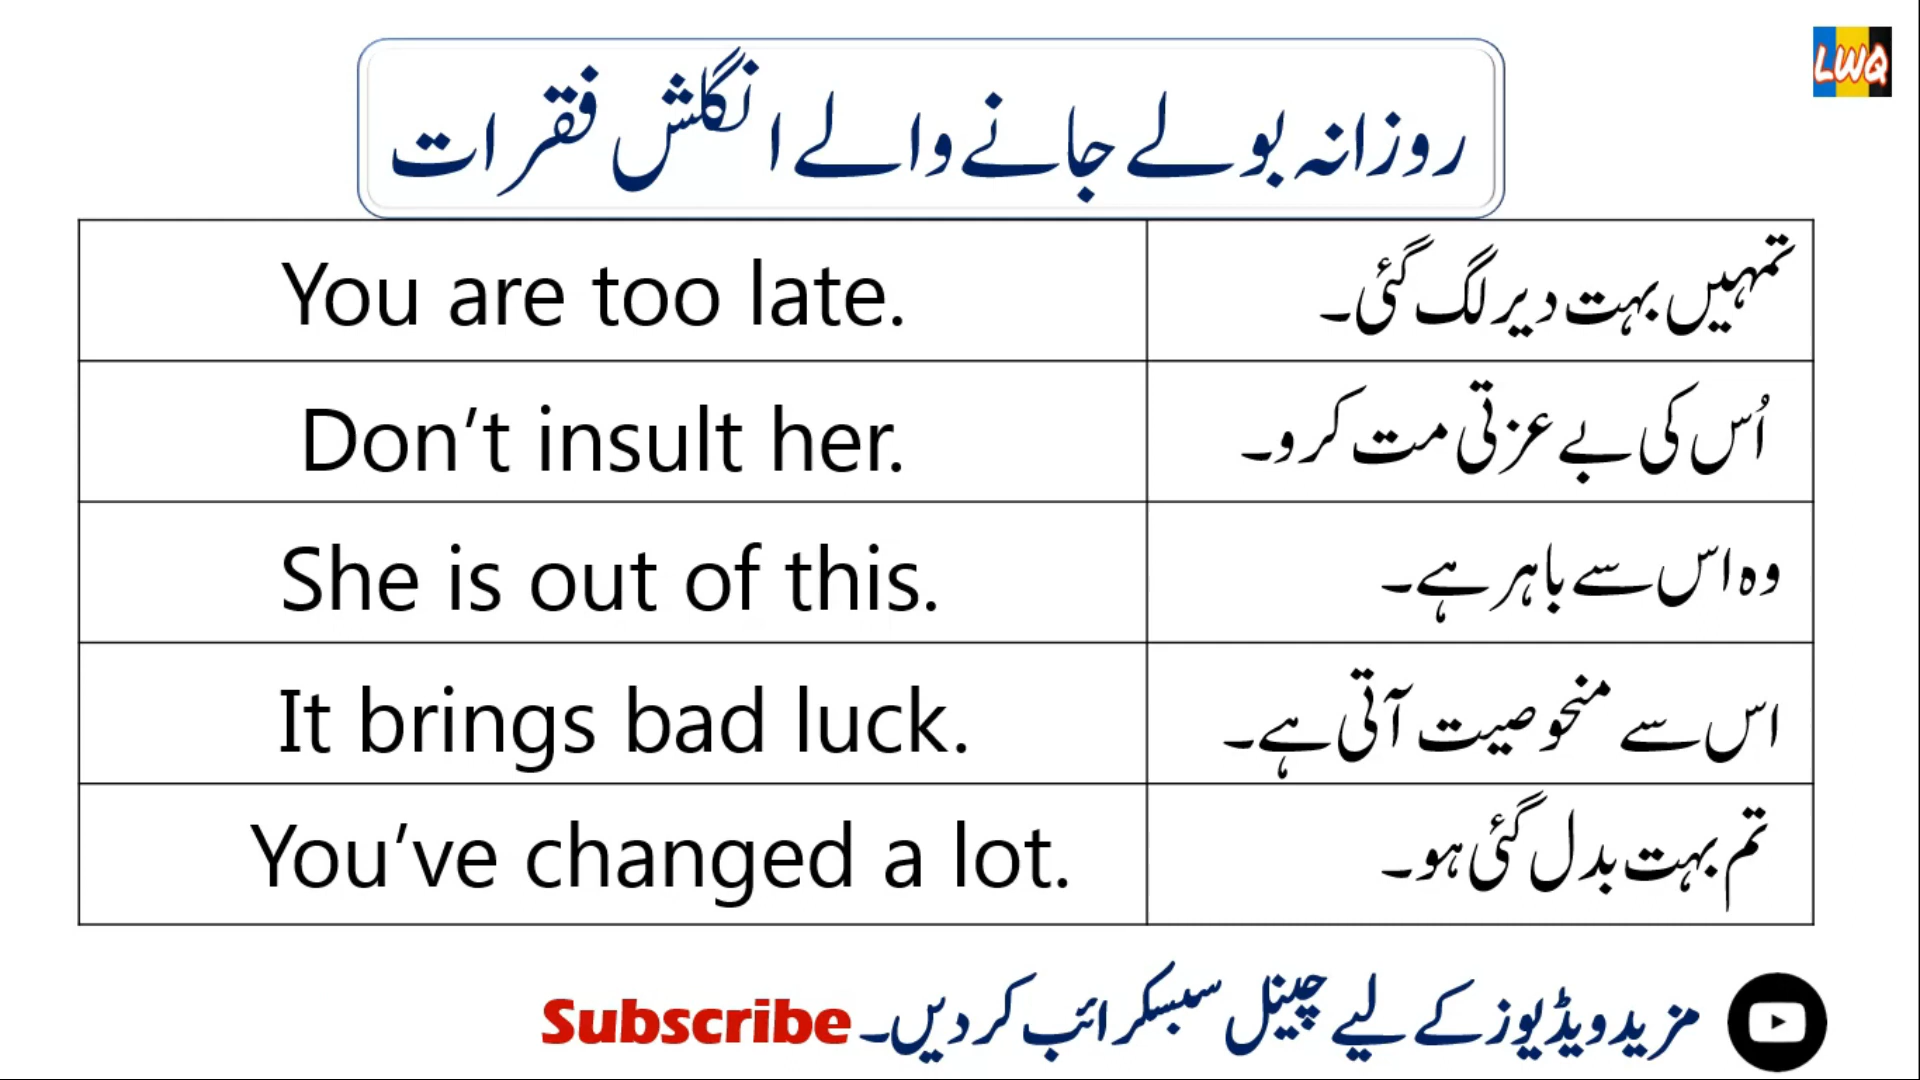 LWQ
روزانہ بولے جانے والے انگلش فقرات
You are too late.
تمہیں بہت دیر لگ گئی۔
Don’t insult her.
اُس کی بے عزتی مت کرو۔
She is out of this.
وہ اس سے باہر ہے۔
It brings bad luck.
اس سے منحوصیت آتی ہے۔
You’ve changed a lot.
تم بہت بدل گئی ہو۔
مزید ویڈیوز کے لیے چینل سبسکرائب کر دیں۔ Subscribe